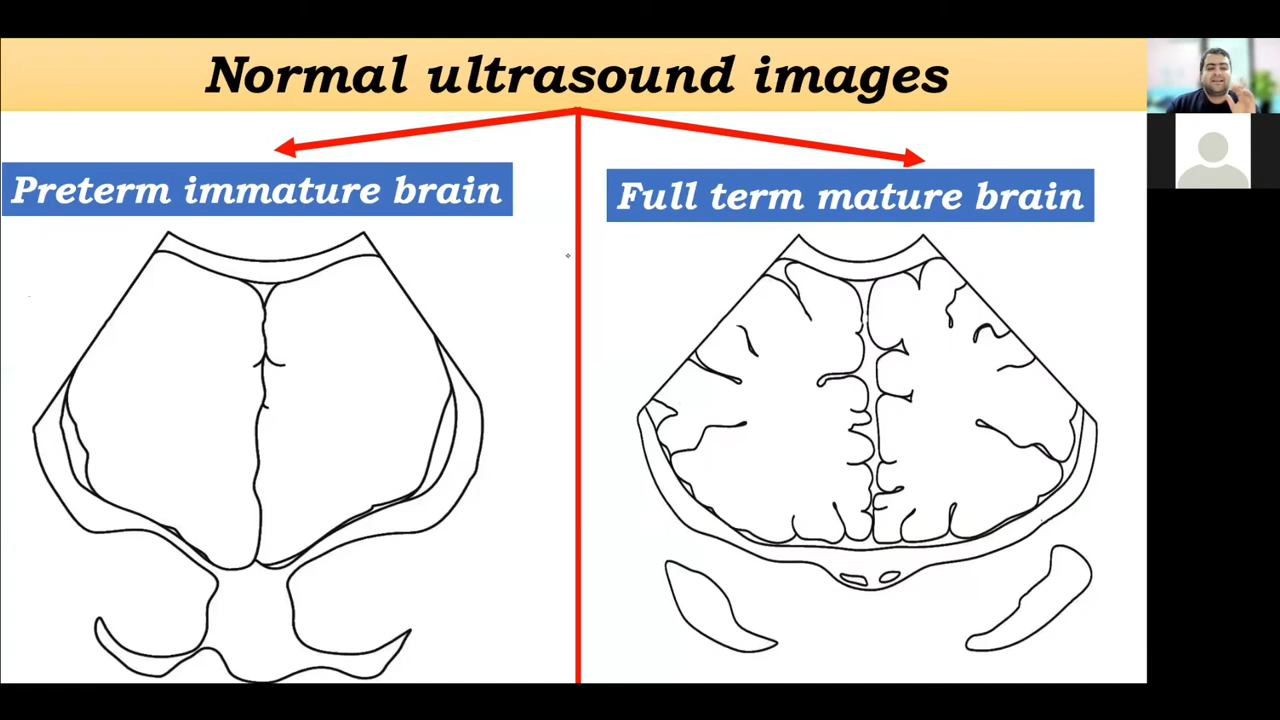 Normal ultrasound images
Preterm immature brain
Full term mature brain